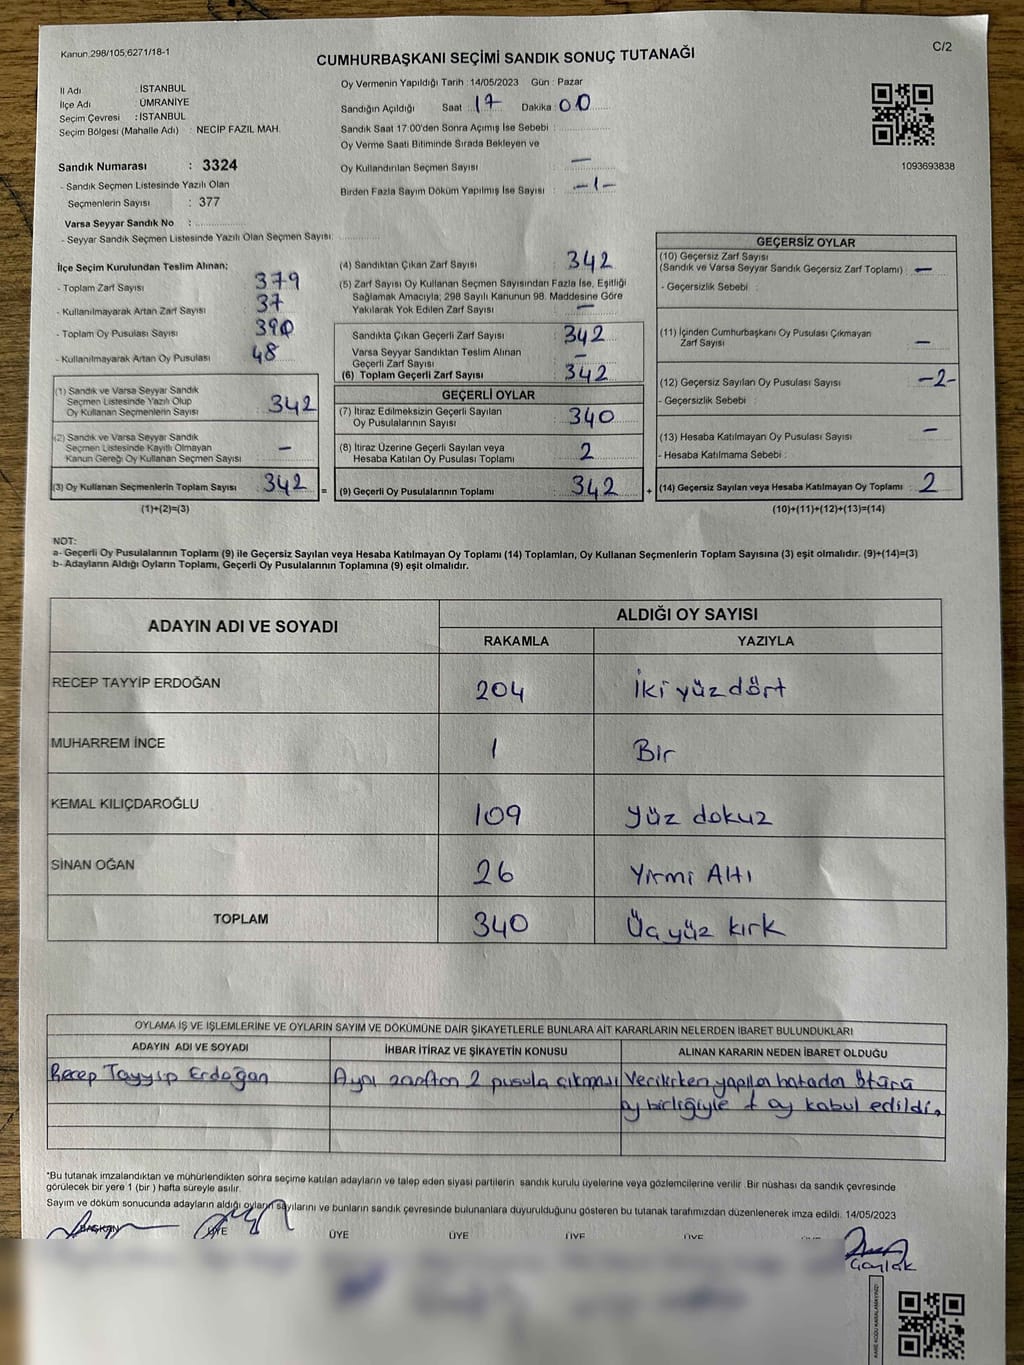 Kanun.298/105,6271/18-1
C/2
CUMHURBAŞKANI SEÇİMİ SANDIK SONUÇ TUTANAĞI
İl Adı : İSTANBUL
İlçe Adı : ÜMRANİYE
Seçim Çevresi : İSTANBUL
Seçim Bölgesi (Mahalle Adı) : NECİP FAZIL MAH.
Oy Vermenin Yapıldığı Tarih :14/05/2023 Gün : Pazar
Sandığın Açıldığı Saat : 17 Dakika : 00
Sandık Saat 17:00'den Sonra Açımış İse Sebebi :
Oy Verme Saati Bitiminde Sırada Bekleyen ve
Oy Kullandırılan Seçmen Sayısı : —
Birden Fazla Sayım Döküm Yapılmış İse Sayısı : -1-
1093693838
Sandık Numarası : 3324
- Sandık Seçmen Listesinde Yazılı Olan
Seçmenlerin Sayısı : 377
Varsa Seyyar Sandık No :
- Seyyar Sandık Seçmen Listesinde Yazılı Olan Seçmen Sayısı:
İlçe Seçim Kurulundan Teslim Alınan;
- Toplam Zarf Sayısı 379
- Kullanılmayarak Artan Zarf Sayısı 37
- Toplam Oy Pusulası Sayısı 390
- Kullanılmayarak Artan Oy Pusulası 48
(1) Sandık ve Varsa Seyyar Sandık
Seçmen Listesinde Yazılı Olup
Oy Kullanan Seçmenlerin Sayısı 342
(2) Sandık ve Varsa Seyyar Sandık
Seçmen Listesinde Kayıtlı Olmayan
Kanun Gereği Oy Kullanan Seçmen Sayısı —
(3) Oy Kullanan Seçmenlerin Toplam Sayısı 342 =
(1)+(2)=(3)
(4) Sandıktan Çıkan Zarf Sayısı 342
(5) Zarf Sayısı Oy Kullanan Seçmen Sayısından Fazla İse, Eşitliği
Sağlamak Amacıyla; 298 Sayılı Kanunun 98. Maddesine Göre
Yakılarak Yok Edilen Zarf Sayısı —
Sandıkta Çıkan Geçerli Zarf Sayısı 342
Varsa Seyyar Sandıktan Teslim Alınan
Geçerli Zarf Sayısı —
(6) Toplam Geçerli Zarf Sayısı 342
GEÇERLİ OYLAR
(7) İtiraz Edilmeksizin Geçerli Sayılan
Oy Pusulalarının Sayısı 340
(8) İtiraz Üzerine Geçerli Sayılan veya
Hesaba Katılan Oy Pusulası Toplamı 2
(9) Geçerli Oy Pusulalarının Toplamı 342 +
GEÇERSİZ OYLAR
(10) Geçersiz Zarf Sayısı
(Sandık ve Varsa Seyyar Sandık Geçersiz Zarf Toplamı) : —
- Geçersizlik Sebebi :
(11) İçinden Cumhurbaşkanı Oy Pusulası Çıkmayan
Zarf Sayısı —
(12) Geçersiz Sayılan Oy Pusulası Sayısı -2-
- Geçersizlik Sebebi :
(13) Hesaba Katılmayan Oy Pusulası Sayısı —
- Hesaba Katılmama Sebebi :
(14) Geçersiz Sayılan veya Hesaba Katılmayan Oy Toplamı 2
(10)+(11)+(12)+(13)=(14)
NOT:
a- Geçerli Oy Pusulalarının Toplamı (9) ile Geçersiz Sayılan veya Hesaba Katılmayan Oy Toplamı (14) Toplamları, Oy Kullanan Seçmenlerin Toplam Sayısına (3) eşit olmalıdır. (9)+(14)=(3)
b- Adayların Aldığı Oyların Toplamı, Geçerli Oy Pusulalarının Toplamına (9) eşit olmalıdır.
ADAYIN ADI VE SOYADI
ALDIĞI OY SAYISI
RAKAMLA YAZIYLA
RECEP TAYYİP ERDOĞAN 204 İki yüz dört
MUHARREM İNCE 1 Bir
KEMAL KILIÇDAROĞLU 109 Yüz dokuz
SİNAN OĞAN 26 Yirmi Altı
TOPLAM 340 Üç yüz kırk
OYLAMA İŞ VE İŞLEMLERİNE VE OYLARIN SAYIM VE DÖKÜMÜNE DAİR ŞİKAYETLERLE BUNLARA AİT KARARLARIN NELERDEN İBARET BULUNDUKLARI
ADAYIN ADI VE SOYADI İHBAR İTİRAZ VE ŞİKAYETİN KONUSU ALINAN KARARIN NEDEN İBARET OLDUĞU
Recep Tayyip Erdoğan Aynı zarftan 2 pusula çıkması Verilirken yapılan hatadan ötürü
oy birliğiyle 1 oy kabul edildi.
*Bu tutanak imzalandıktan ve mühürlendikten sonra seçime katılan adayların ve talep eden siyasi partilerin sandık kurulu üyelerine veya gözlemcilerine verilir .Bir nüshası da sandık çevresinde
görülecek bir yere 1 (bir ) hafta süreyle asılır.
Sayım ve döküm sonucunda adayların aldığı oyların sayılarını ve bunların sandık çevresinde bulunanlara duyurulduğunu gösteren bu tutanak tarafımızdan düzenlenerek imza edildi. 14/05/2023
BAŞKAN ÜYE ÜYE ÜYE ÜYE ÜYE